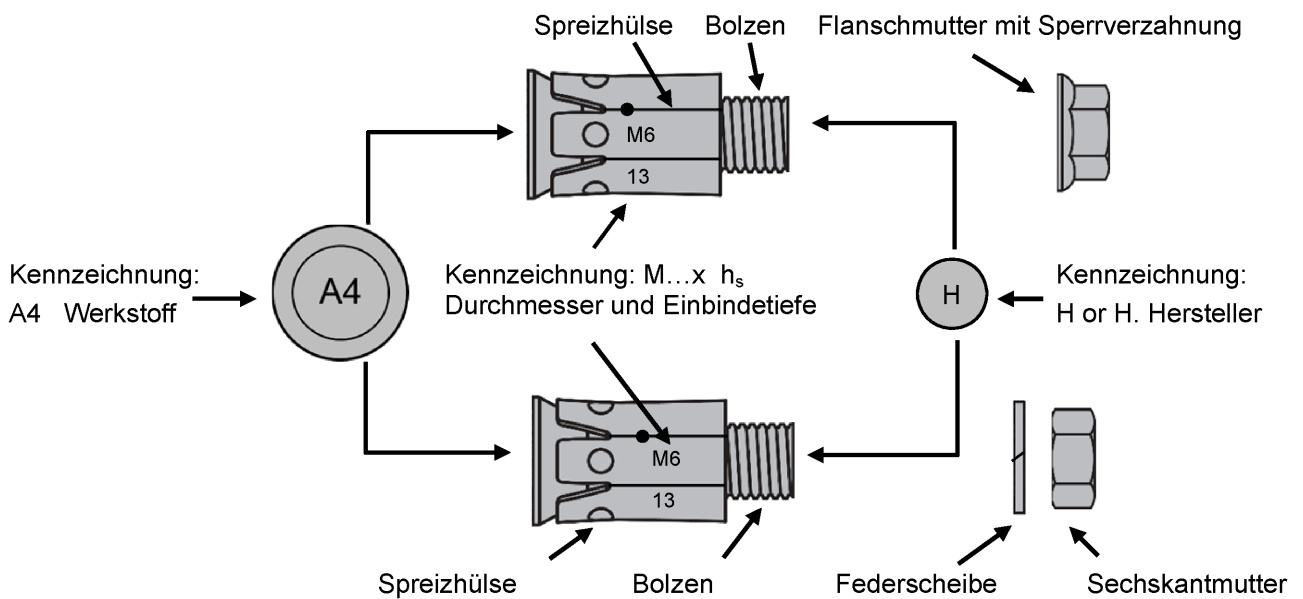 Spreizhülse Bolzen Flanschmutter mit Sperrverzahnung
M6
13
Kennzeichnung:
A4 Werkstoff
A4
Kennzeichnung: M...x hₛ
Durchmesser und Einbindetiefe
H
Kennzeichnung:
H or H. Hersteller
M6
13
Spreizhülse Bolzen Federscheibe Sechskantmutter